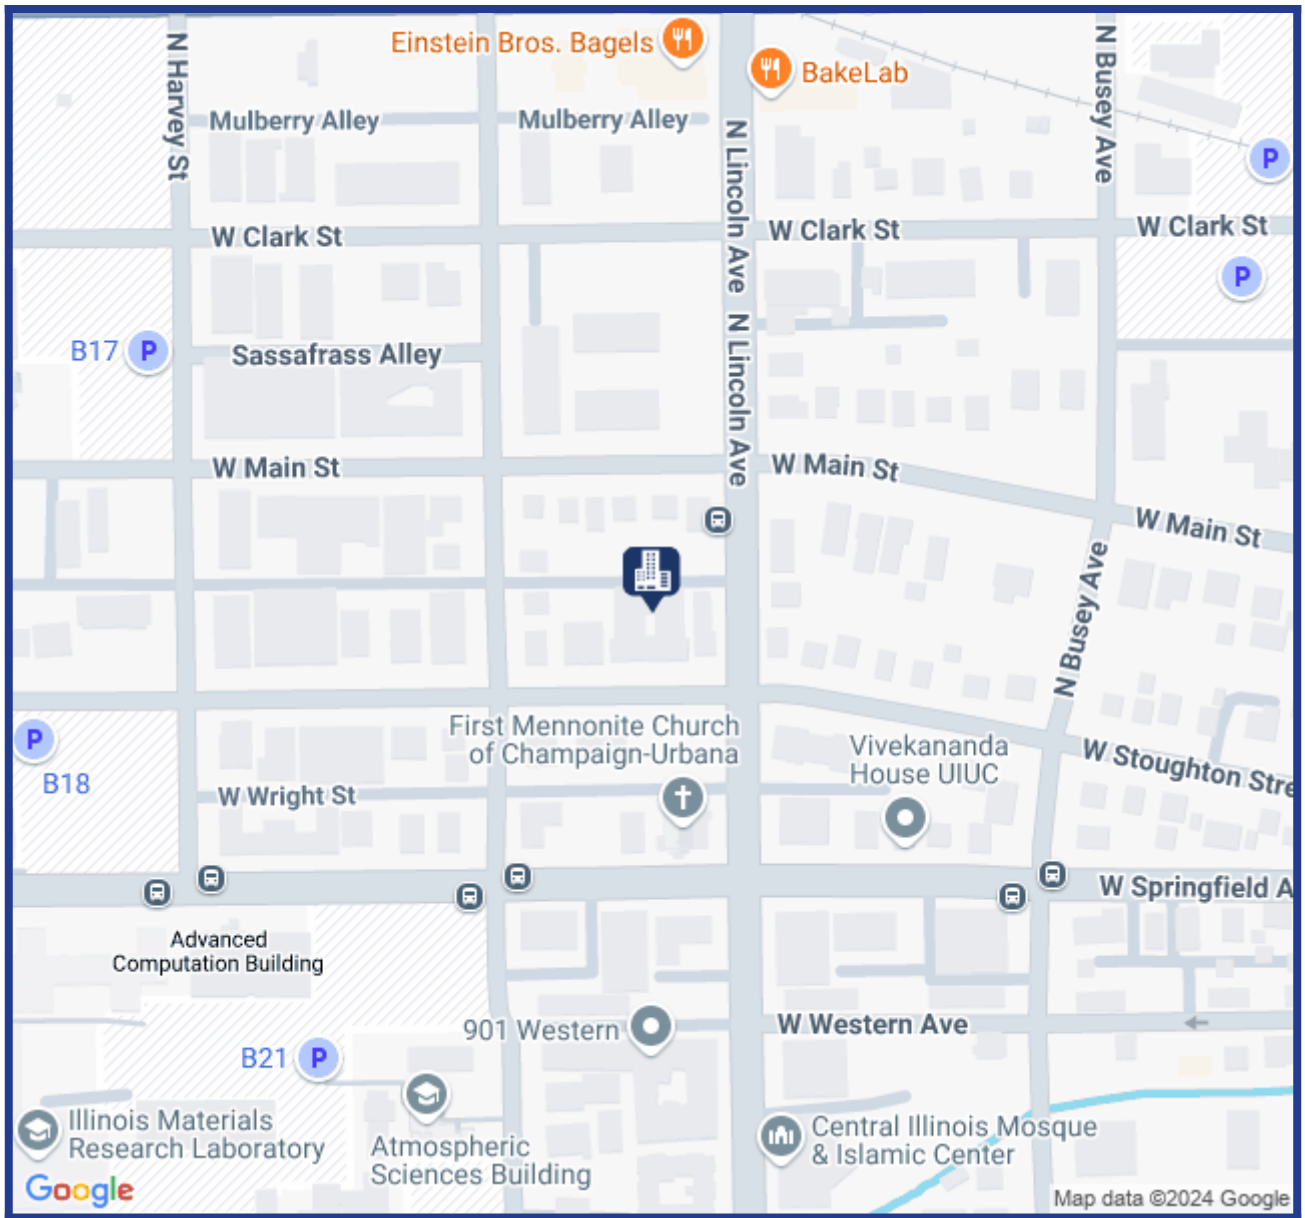 Einstein Bros. Bagels
BakeLab
N Harvey St
N Busey Ave
Mulberry Alley
Mulberry Alley
N Lincoln Ave
P
W Clark St
W Clark St
W Clark St
P
B17 P
Sassafrass Alley
N Lincoln Ave
W Main St
W Main St
W Main St
N Busey Ave
P
B18
First Mennonite Church
of Champaign-Urbana
Vivekananda
House UIUC
W Stoughton Stre
W Wright St
W Springfield A
Advanced
Computation Building
901 Western
W Western Ave
B21 P
Illinois Materials
Research Laboratory
Atmospheric
Sciences Building
Central Illinois Mosque
& Islamic Center
Google
Map data ©2024 Google